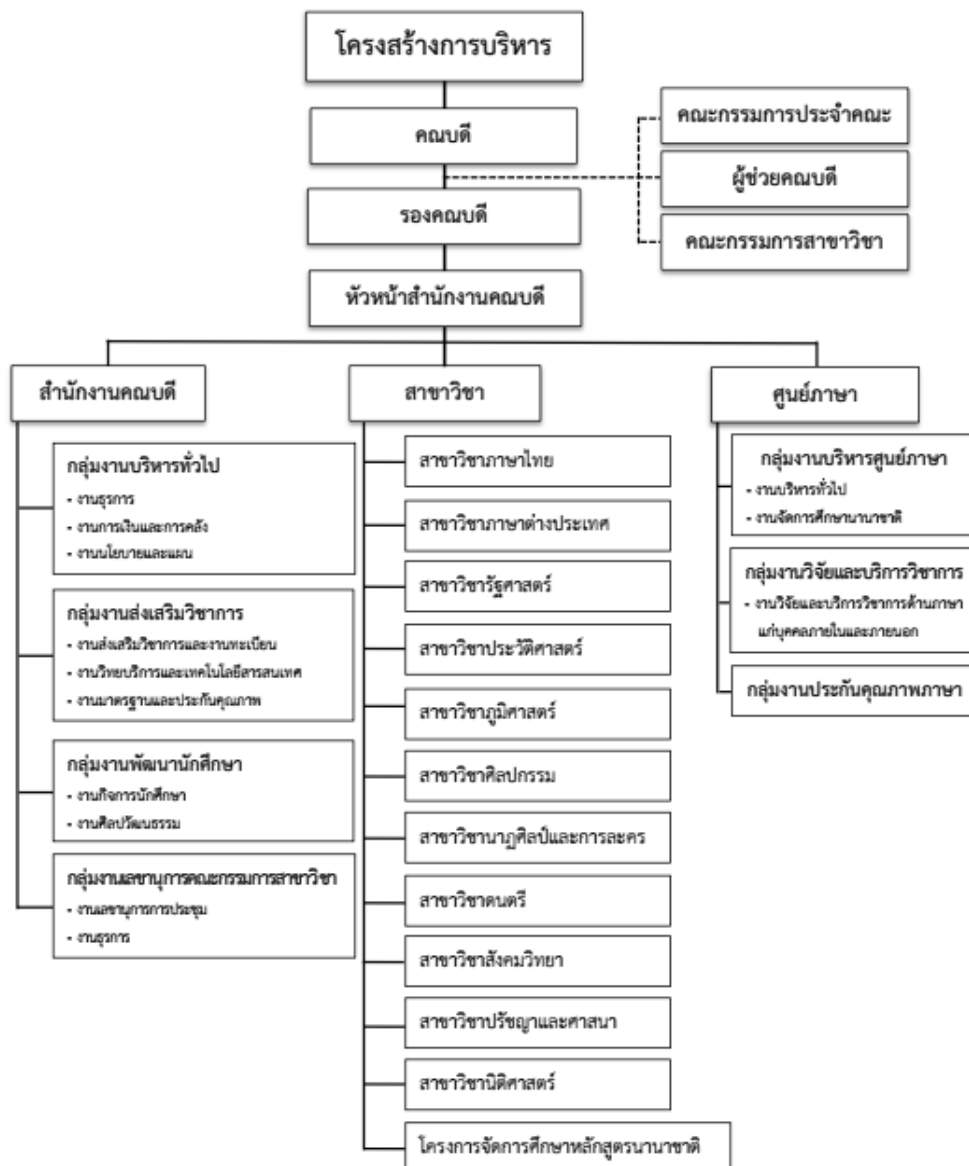 โครงสร้างการบริหาร
คณบดี
คณะกรรมการประจำคณะ
ผู้ช่วยคณบดี
คณะกรรมการสาขาวิชา
รองคณบดี
หัวหน้าสำนักงานคณบดี
สำนักงานคณบดี
กลุ่มงานบริหารทั่วไป
- งานธุรการ
- งานการเงินและการคลัง
- งานนโยบายและแผน
กลุ่มงานส่งเสริมวิชาการ
- งานส่งเสริมวิชาการและงานทะเบียน
- งานวิทยบริการและเทคโนโลยีสารสนเทศ
- งานมาตรฐานและประกันคุณภาพ
กลุ่มงานพัฒนานักศึกษา
- งานกิจการนักศึกษา
- งานศิลปวัฒนธรรม
กลุ่มงานเลขานุการคณะกรรมการสาขาวิชา
- งานเลขานุการการประชุม
- งานธุรการ
สาขาวิชา
สาขาวิชาภาษาไทย
สาขาวิชาภาษาต่างประเทศ
สาขาวิชารัฐศาสตร์
สาขาวิชาประวัติศาสตร์
สาขาวิชาภูมิศาสตร์
สาขาวิชาศิลปกรรม
สาขาวิชานาฏศิลป์และการละคร
สาขาวิชาดนตรี
สาขาวิชาสังคมวิทยา
สาขาวิชาปรัชญาและศาสนา
สาขาวิชานิติศาสตร์
โครงการจัดการศึกษาหลักสูตรนานาชาติ
ศูนย์ภาษา
กลุ่มงานบริหารศูนย์ภาษา
- งานบริหารทั่วไป
- งานจัดการศึกษานานาชาติ
กลุ่มงานวิจัยและบริการวิชาการ
- งานวิจัยและบริการวิชาการด้านภาษา
แก่บุคคลภายในและภายนอก
กลุ่มงานประกันคุณภาพภาษา